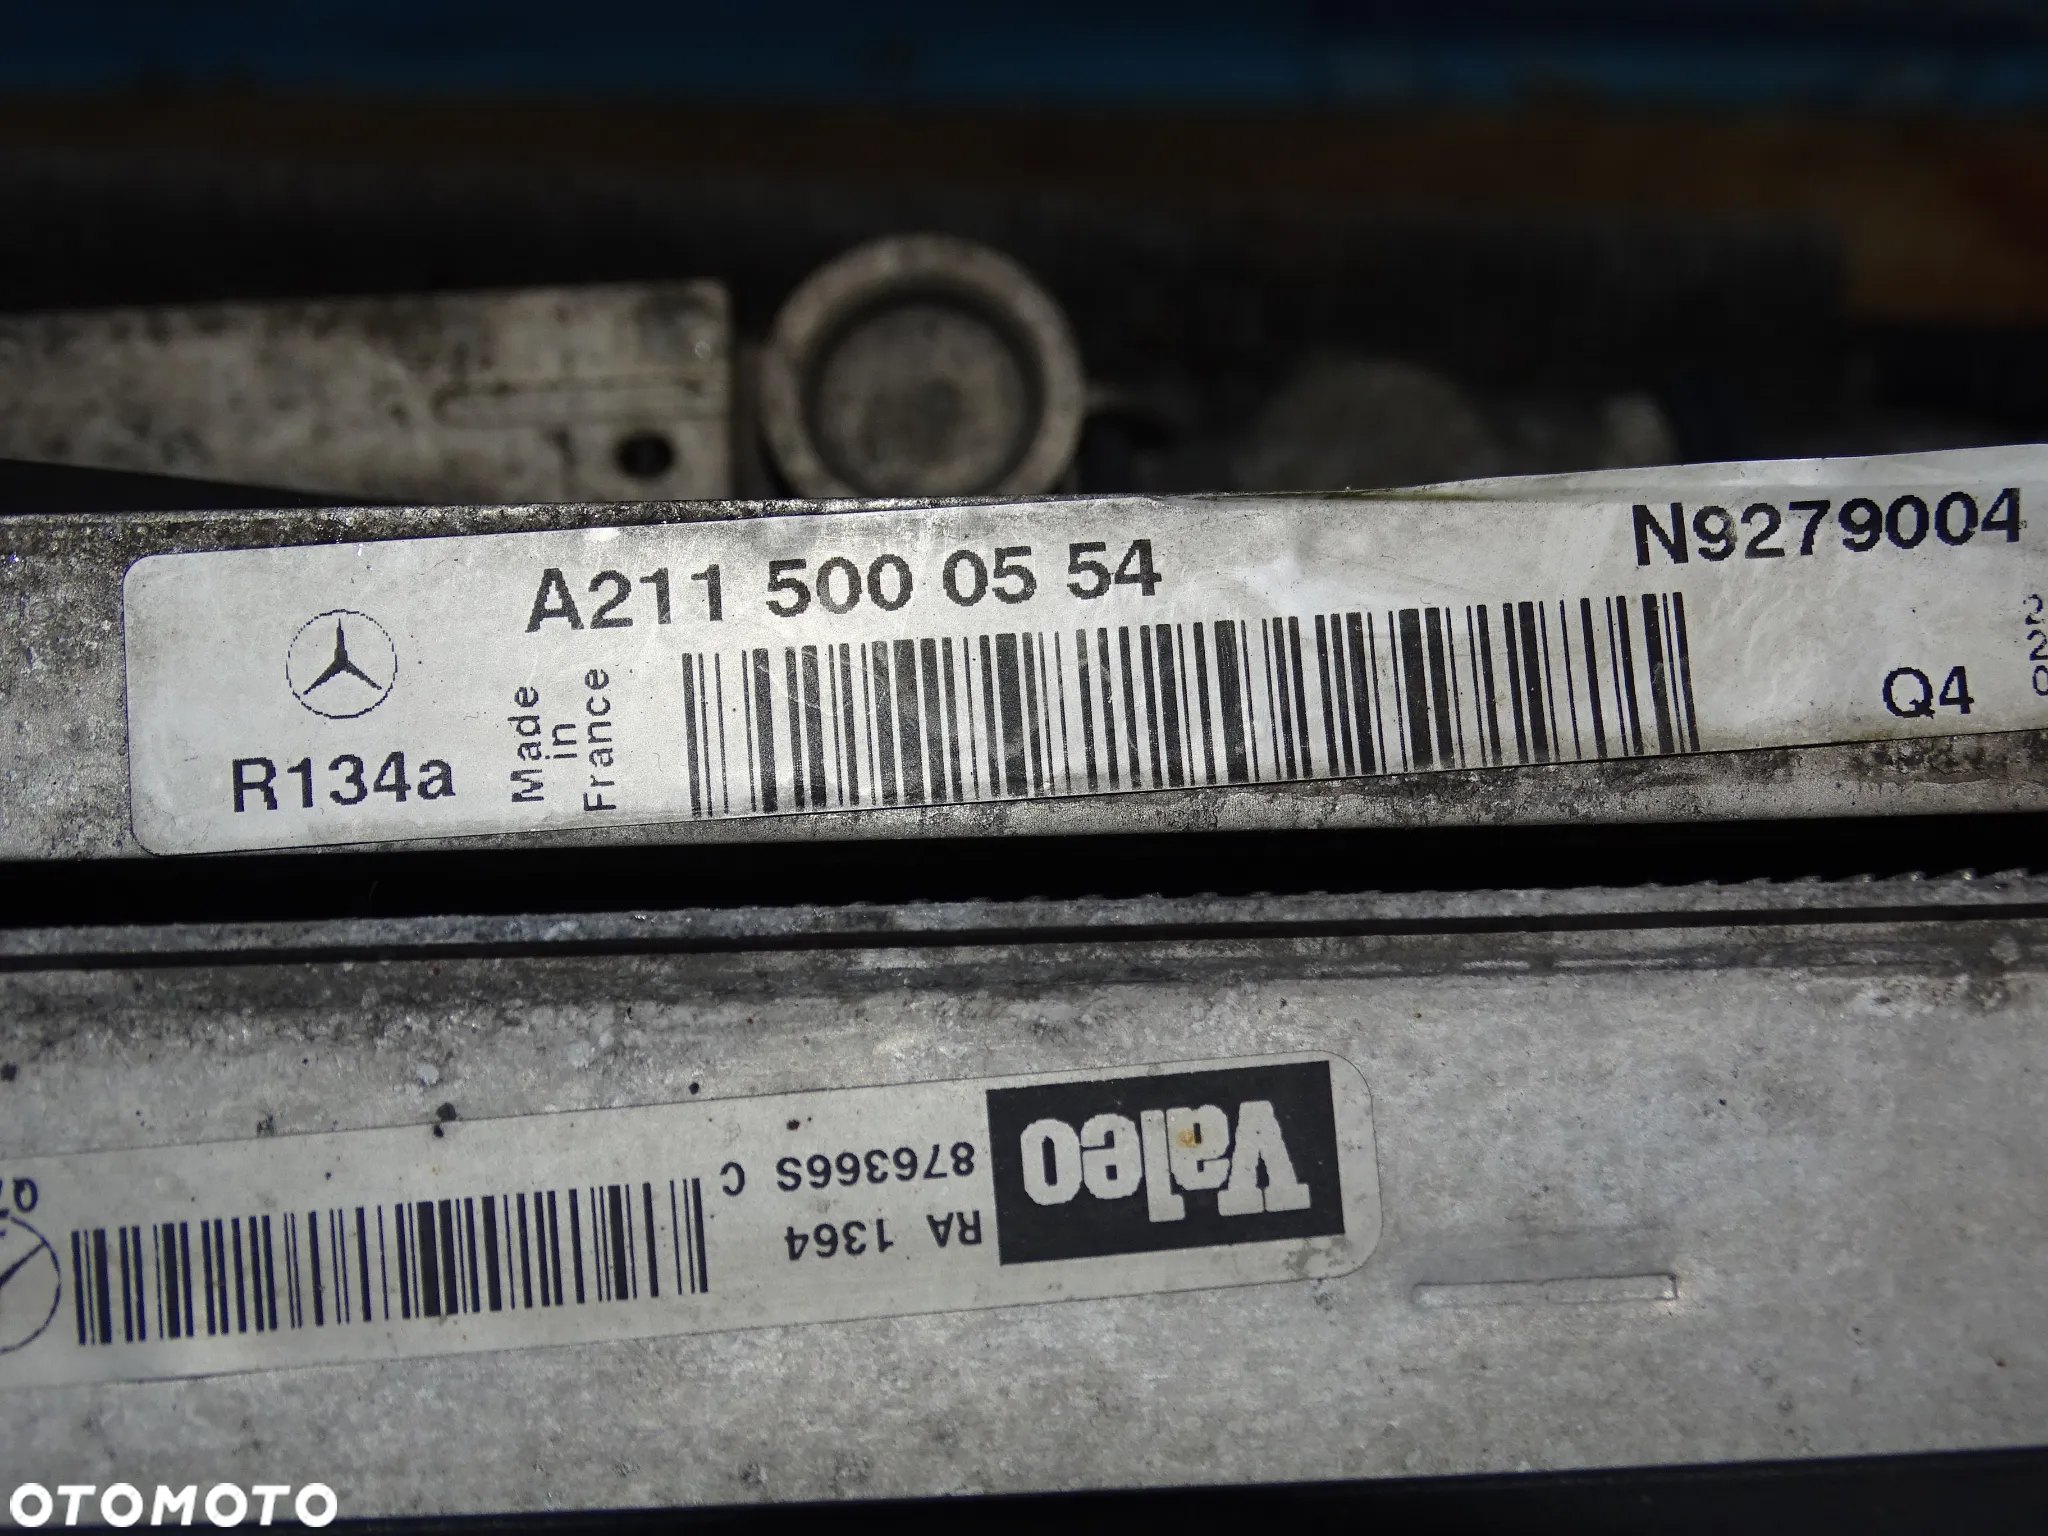 A211 500 05 54
N9279004
R134a
Made
in
France
Q4
Valeo
876366S C
RA 1364
OTOMOTO